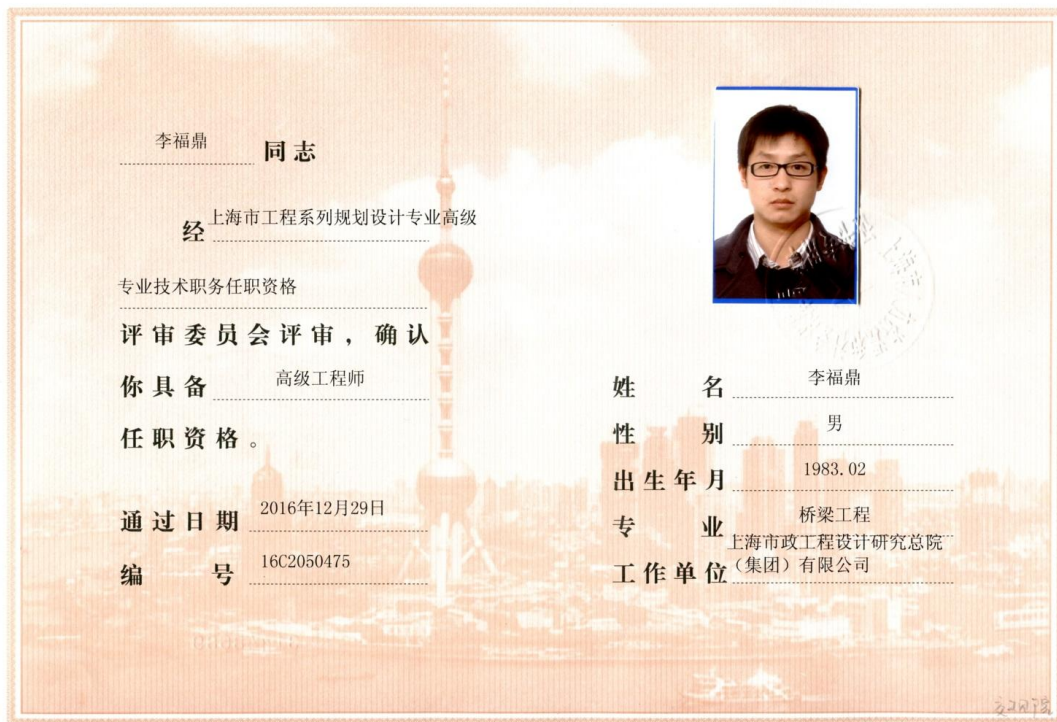 李福鼎 同志
经 上海市工程系列规划设计专业高级
专业技术职务任职资格
评审委员会评审，确认
你具备 高级工程师
任职资格。
通过日期 2016年12月29日
编号 16C2050475
姓名 李福鼎
性别 男
出生年月 1983.02
专业 桥梁工程
工作单位 上海市政工程设计研究总院
（集团）有限公司